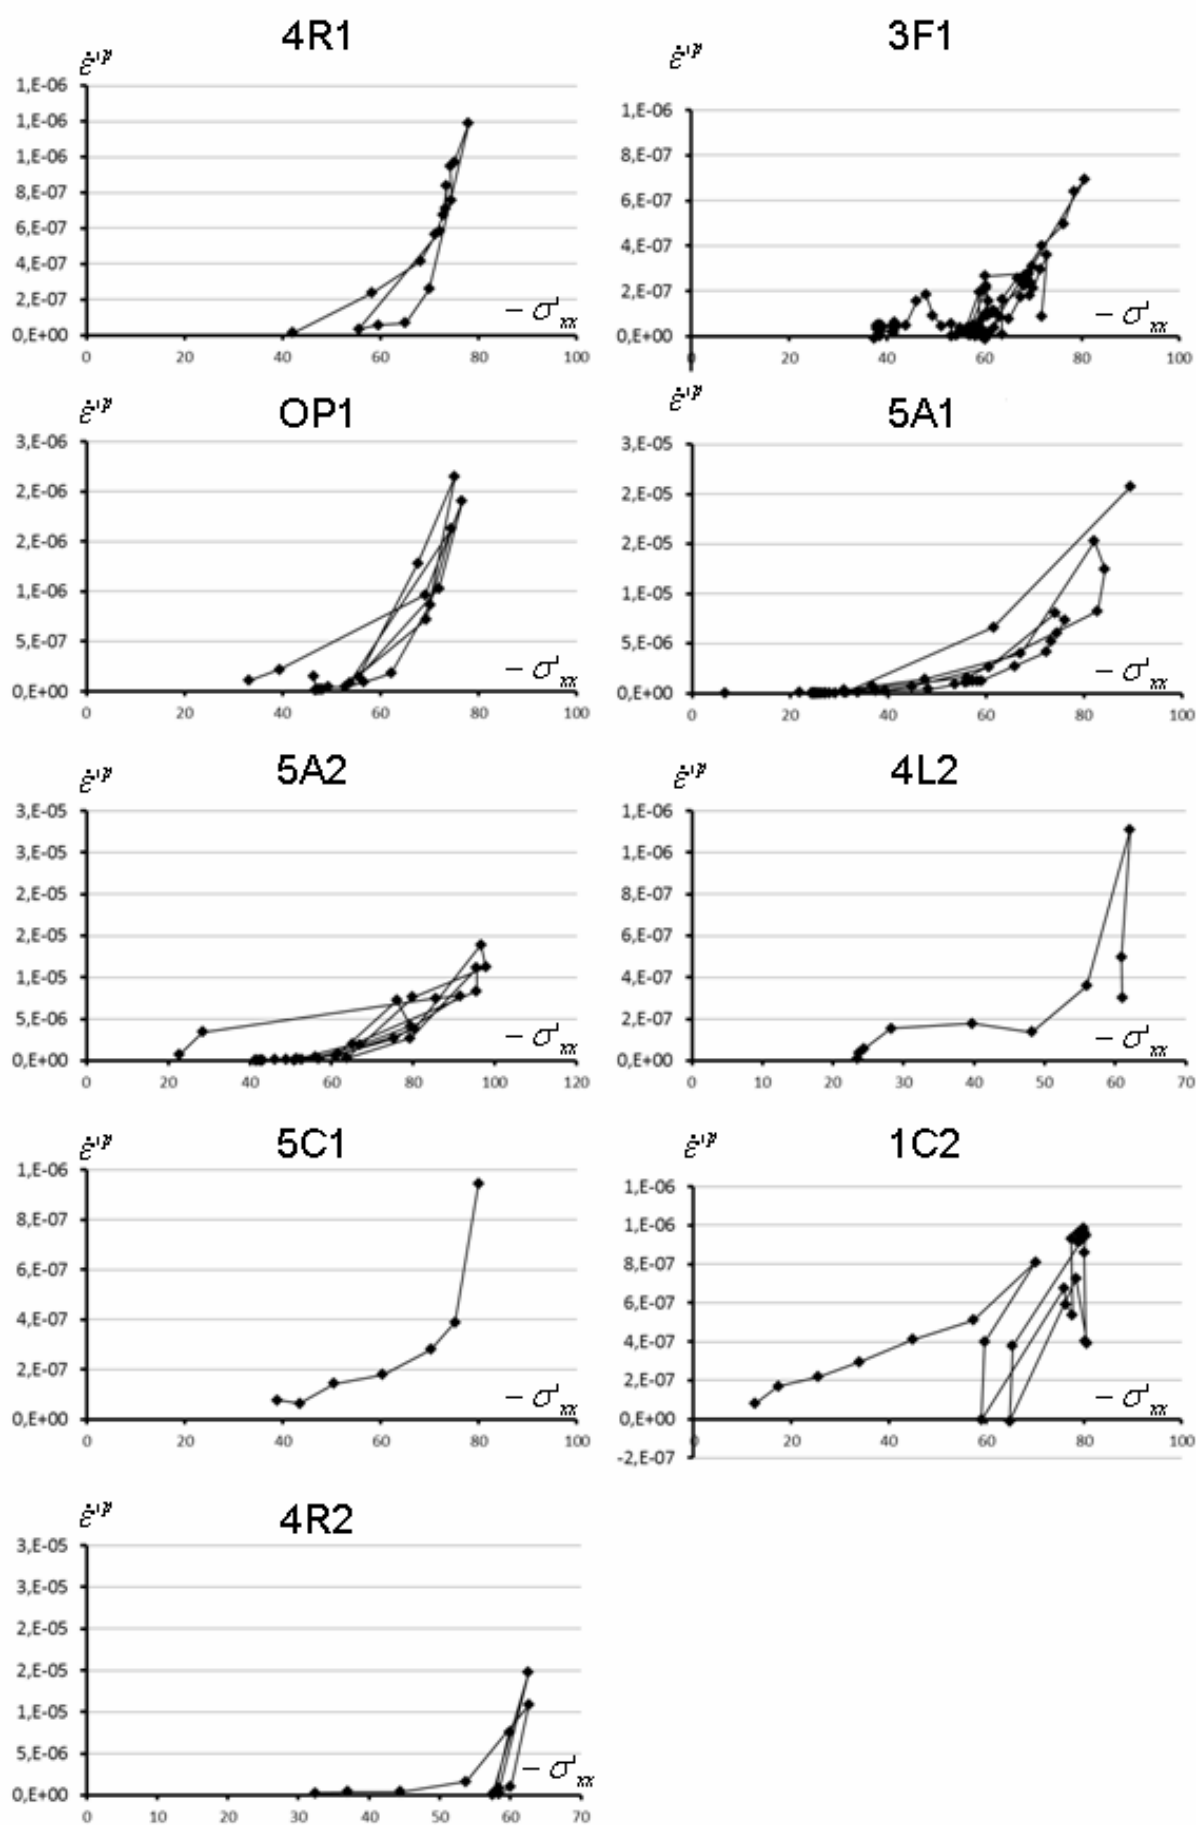 4R1
ε̇'ᵖ
1,E-06
1,E-06
1,E-06
8,E-07
6,E-07
4,E-07
2,E-07
0,E+00
− σ'xx
0 20 40 60 80 100
3F1
ε̇'ᵖ
1,E-06
8,E-07
6,E-07
4,E-07
2,E-07
0,E+00
− σ'xx
0 20 40 60 80 100
OP1
ε̇'ᵖ
3,E-06
2,E-06
2,E-06
1,E-06
5,E-07
0,E+00
− σ'xx
0 20 40 60 80 100
5A1
ε̇'ᵖ
3,E-05
2,E-05
2,E-05
1,E-05
5,E-06
0,E+00
− σ'xx
0 20 40 60 80 100
5A2
ε̇'ᵖ
3,E-05
3,E-05
2,E-05
2,E-05
1,E-05
5,E-06
0,E+00
− σ'xx
0 20 40 60 80 100 120
4L2
ε̇'ᵖ
1,E-06
1,E-06
8,E-07
6,E-07
4,E-07
2,E-07
0,E+00
− σ'xx
0 10 20 30 40 50 60 70
5C1
ε̇'ᵖ
1,E-06
8,E-07
6,E-07
4,E-07
2,E-07
0,E+00
− σ'xx
0 20 40 60 80 100
1C2
ε̇'ᵖ
1,E-06
1,E-06
8,E-07
6,E-07
4,E-07
2,E-07
0,E+00
− σ'xx
0 20 40 60 80 100
-2,E-07
4R2
ε̇'ᵖ
3,E-05
3,E-05
2,E-05
2,E-05
1,E-05
5,E-06
0,E+00
− σ'xx
0 10 20 30 40 50 60 70